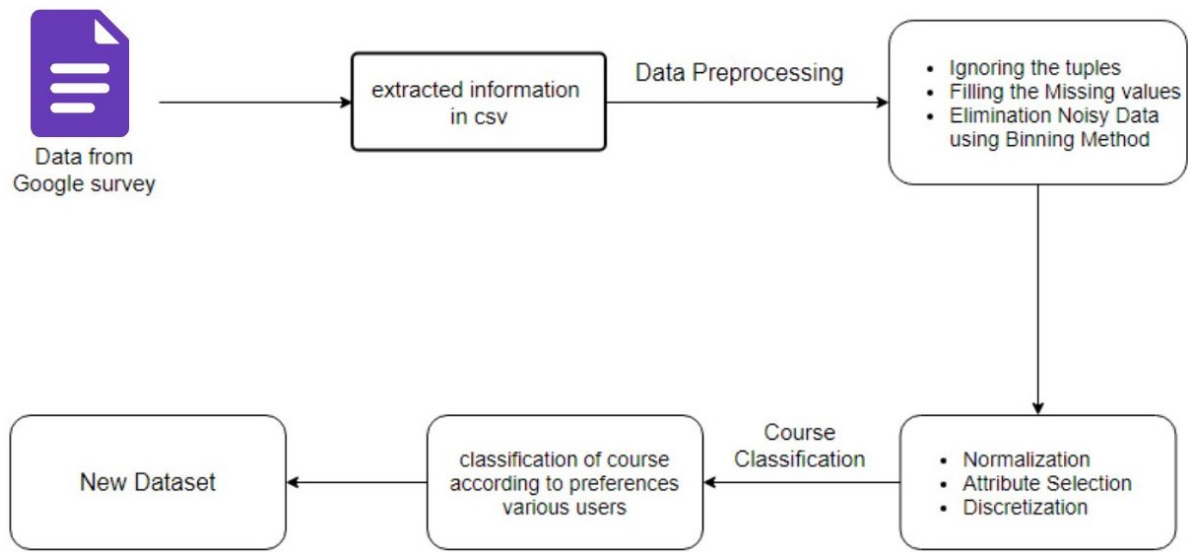 Data from
Google survey
extracted information
in csv
Data Preprocessing
• Ignoring the tuples
• Filling the Missing values
• Elimination Noisy Data
using Binning Method
• Normalization
• Attribute Selection
• Discretization
Course
Classification
classification of course
according to preferences
various users
New Dataset